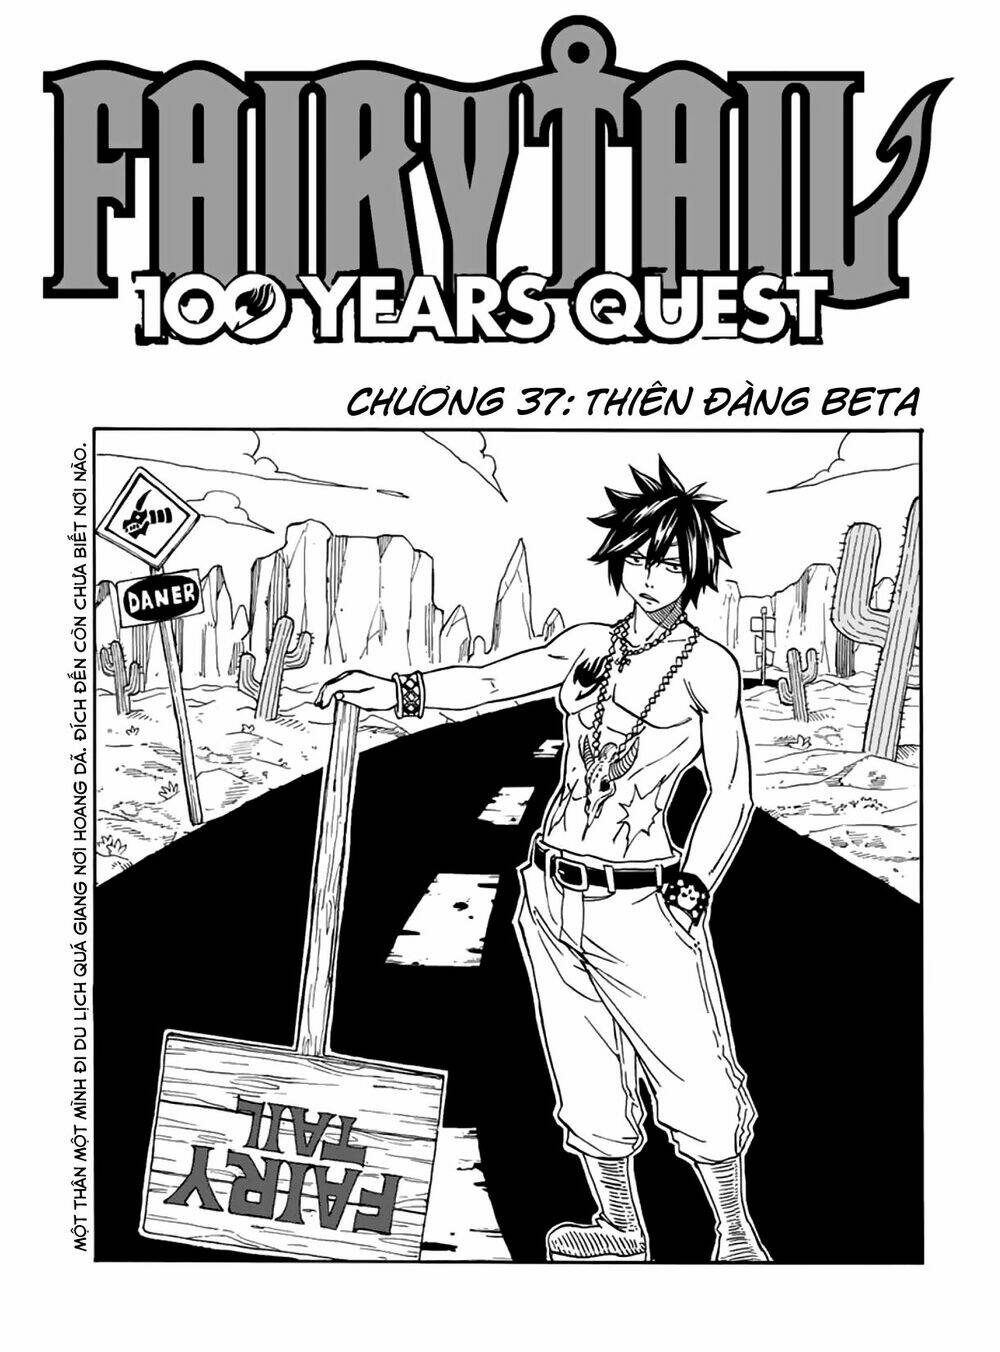 FAIRY TAIL
100 YEARS QUEST
CHƯƠNG 37: THIÊN ĐÀNG BETA
MỘT THÂN MỘT MÌNH ĐI DU LỊCH QUÁ GIANG NƠI HOANG DÃ. ĐÍCH ĐẾN CÒN CHƯA BIẾT NƠI NÀO.
DANER
FAIRY
TAIL